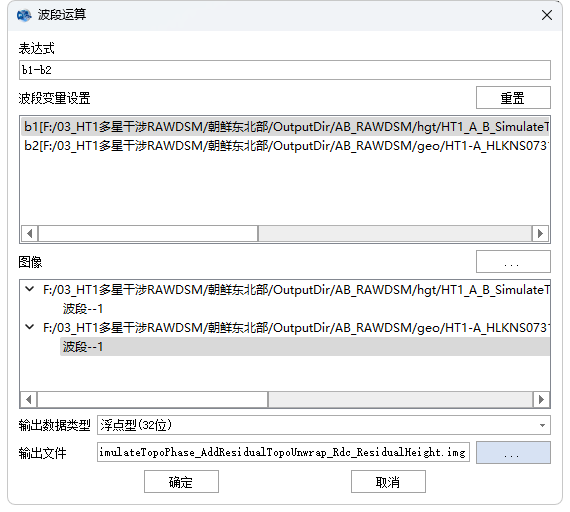 波段运算
表达式
b1-b2
波段变量设置
重置
b1[F:/03_HT1多星干涉RAWDSM/朝鲜东北部/OutputDir/AB_RAWDSM/hgt/HT1_A_B_SimulateT
b2[F:/03_HT1多星干涉RAWDSM/朝鲜东北部/OutputDir/AB_RAWDSM/geo/HT1-A_HLKNS0731
图像
...
F:/03_HT1多星干涉RAWDSM/朝鲜东北部/OutputDir/AB_RAWDSM/hgt/HT1_A_B_SimulateT
波段--1
F:/03_HT1多星干涉RAWDSM/朝鲜东北部/OutputDir/AB_RAWDSM/geo/HT1-A_HLKNS0731
波段--1
输出数据类型
浮点型(32位)
输出文件
imulateTopoPhase_AddResidualTopoUnwrap_Rdc_ResidualHeight.img
...
确定
取消